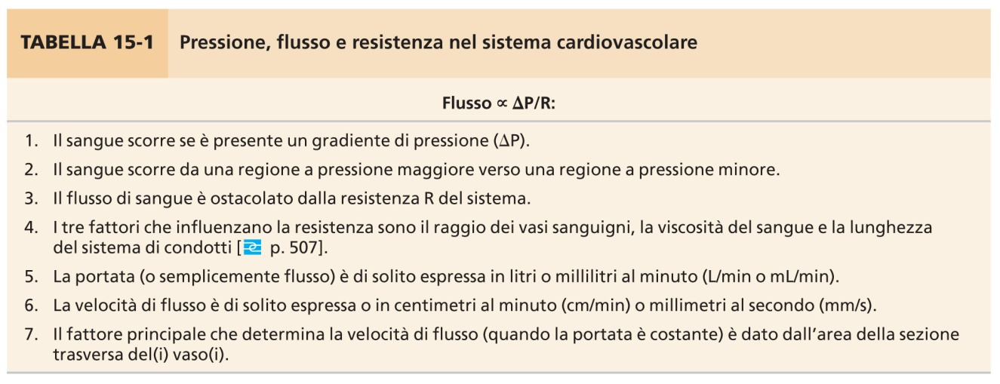 TABELLA 15-1 Pressione, flusso e resistenza nel sistema cardiovascolare
Flusso ∝ ΔP/R:
1. Il sangue scorre se è presente un gradiente di pressione (ΔP).
2. Il sangue scorre da una regione a pressione maggiore verso una regione a pressione minore.
3. Il flusso di sangue è ostacolato dalla resistenza R del sistema.
4. I tre fattori che influenzano la resistenza sono il raggio dei vasi sanguigni, la viscosità del sangue e la lunghezza
del sistema di condotti [ p. 507].
5. La portata (o semplicemente flusso) è di solito espressa in litri o millilitri al minuto (L/min o mL/min).
6. La velocità di flusso è di solito espressa o in centimetri al minuto (cm/min) o millimetri al secondo (mm/s).
7. Il fattore principale che determina la velocità di flusso (quando la portata è costante) è dato dall'area della sezione
trasversa del(i) vaso(i).